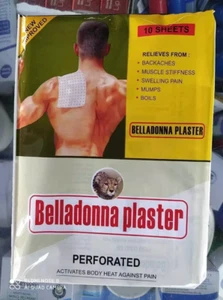 NEW
APPROVED
10 SHEETS
RELIEVES FROM :
• BACKACHES
• MUSCLE STIFFNESS
• SWELLING PAIN
• MUMPS
• BOILS
BELLADONNA PLASTER
Belladonna plaster
PERFORATED
ACTIVATES BODY HEAT AGAINST PAIN